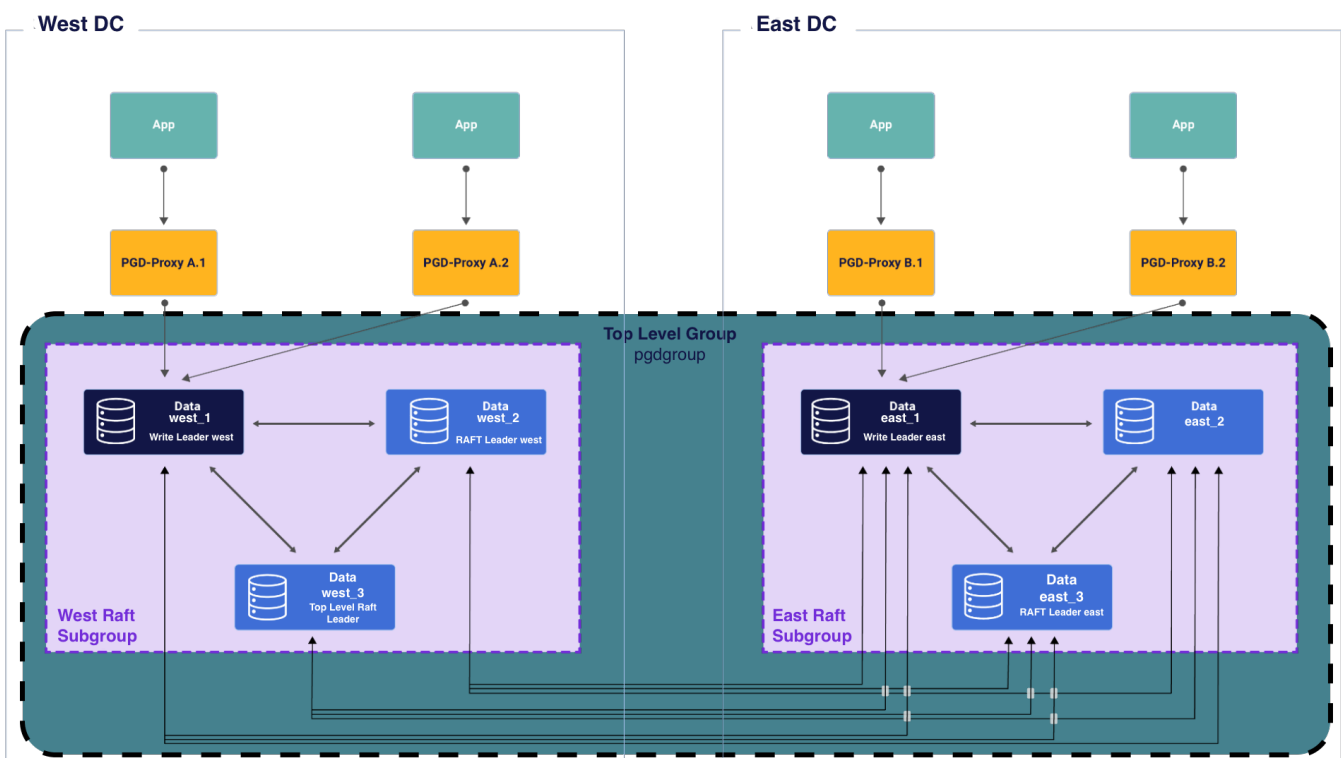 West DC
East DC
App
App
App
App
PGD-Proxy A.1
PGD-Proxy A.2
PGD-Proxy B.1
PGD-Proxy B.2
Top Level Group
pgdgroup
Data
west_1
Write Leader west
Data
west_2
RAFT Leader west
Data
east_1
Write Leader east
Data
east_2
Data
west_3
Top Level Raft
Leader
West Raft
Subgroup
Data
east_3
RAFT Leader east
East Raft
Subgroup